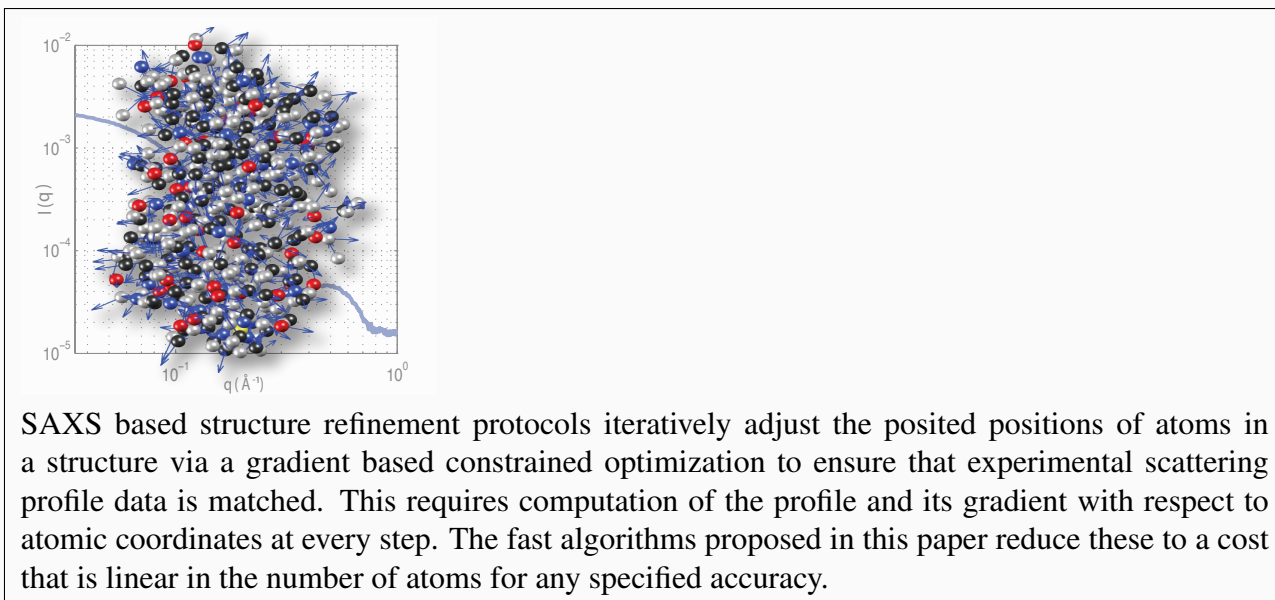 10⁻²
10⁻³
I(q)
10⁻⁴
10⁻⁵
10⁻¹
10⁰
q(Å⁻¹)
SAXS based structure refinement protocols iteratively adjust the posited positions of atoms in
a structure via a gradient based constrained optimization to ensure that experimental scattering
profile data is matched. This requires computation of the profile and its gradient with respect to
atomic coordinates at every step. The fast algorithms proposed in this paper reduce these to a cost
that is linear in the number of atoms for any specified accuracy.